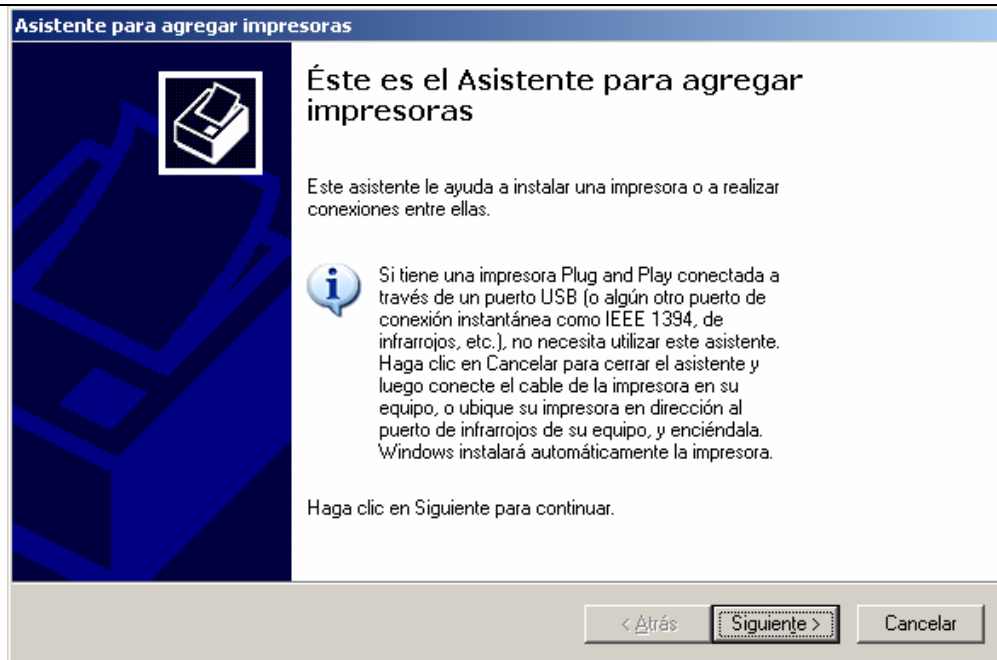 Asistente para agregar impresoras
Éste es el Asistente para agregar
impresoras
Este asistente le ayuda a instalar una impresora o a realizar
conexiones entre ellas.
Si tiene una impresora Plug and Play conectada a
través de un puerto USB (o algún otro puerto de
conexión instantánea como IEEE 1394, de
infrarrojos, etc.), no necesita utilizar este asistente.
Haga clic en Cancelar para cerrar el asistente y
luego conecte el cable de la impresora en su
equipo, o ubique su impresora en dirección al
puerto de infrarrojos de su equipo, y enciéndala.
Windows instalará automáticamente la impresora.
Haga clic en Siguiente para continuar.
< Atrás Siguiente > Cancelar